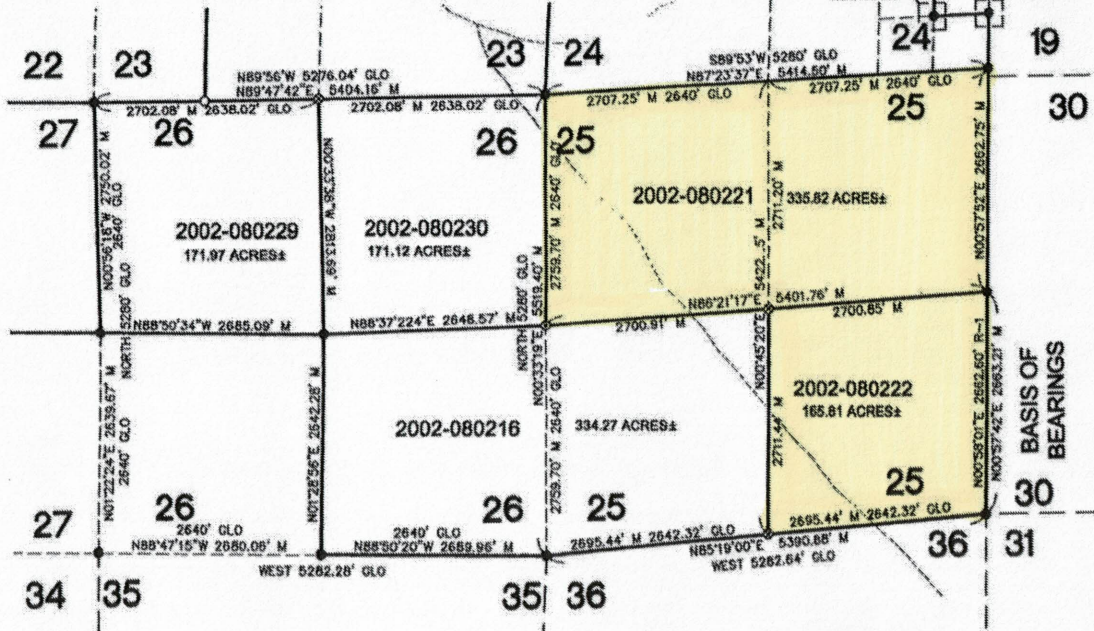 22
23
23
24
24
19
N89°56'W 5276.04' GLO
N89°47'42"E 5404.16' M
S89°53'W 5280' GLO
N87°23'37"E 5414.50' M
2702.08' M 2638.02' GLO
2702.08' M 2638.02' GLO
2707.25' M 2640' GLO
2707.25' M 2640' GLO
27
26
26
25
25
30
N00°56'18"W 2750.02' M
2640' GLO
NORTH 5280' GLO
N00°33'36"W 2813.69' M
2759.70' M 2640' GLO
NORTH 5280' GLO
N00°33'19"E 5519.40' M
2711.20' M
N00°45'20"E 5422. .5' M
N00°57'52"E 2662.75' M
2002-080229
171.97 ACRES±
2002-080230
171.12 ACRES±
2002-080221
335.82 ACRES±
N88°50'34"W 2685.09' M
N88°37'224"E 2648.57' M
N86°21'17"E 5401.76' M
2700.91' M
2700.85' M
N01°22'24"E 2639.67' M
2640' GLO
N01°28'56"E 2642.28' M
2759.70' M 2640' GLO
2711.44' M
N00°58'01"E 2662.60' R-1
N00°57'42"E 2663.21' M
BASIS OF
BEARINGS
2002-080216
334.27 ACRES±
2002-080222
165.81 ACRES±
27
26
26
25
25
30
2640' GLO
N88°47'15"W 2680.06' M
2640' GLO
N88°50'20"W 2689.96' M
WEST 5282.28' GLO
2695.44' M 2642.32' GLO
2695.44' M 2642.32' GLO
N85°19'00"E 5390.88' M
WEST 5282.64' GLO
34
35
35
36
36
31